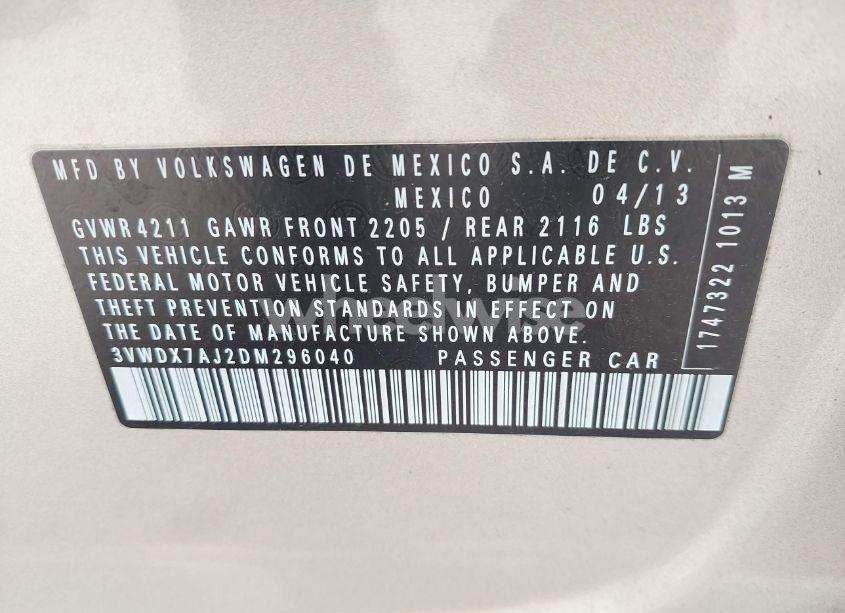 MFD BY VOLKSWAGEN DE MEXICO S.A. DE C.V.
MEXICO 04/13
GVWR 4211 GAWR FRONT 2205 / REAR 2116 LBS
THIS VEHICLE CONFORMS TO ALL APPLICABLE U.S.
FEDERAL MOTOR VEHICLE SAFETY, BUMPER AND
THEFT PREVENTION STANDARDS IN EFFECT ON
THE DATE OF MANUFACTURE SHOWN ABOVE.
3VWDX7AJ2DM296040 PASSENGER CAR
1747322 1013 M
wheelwise